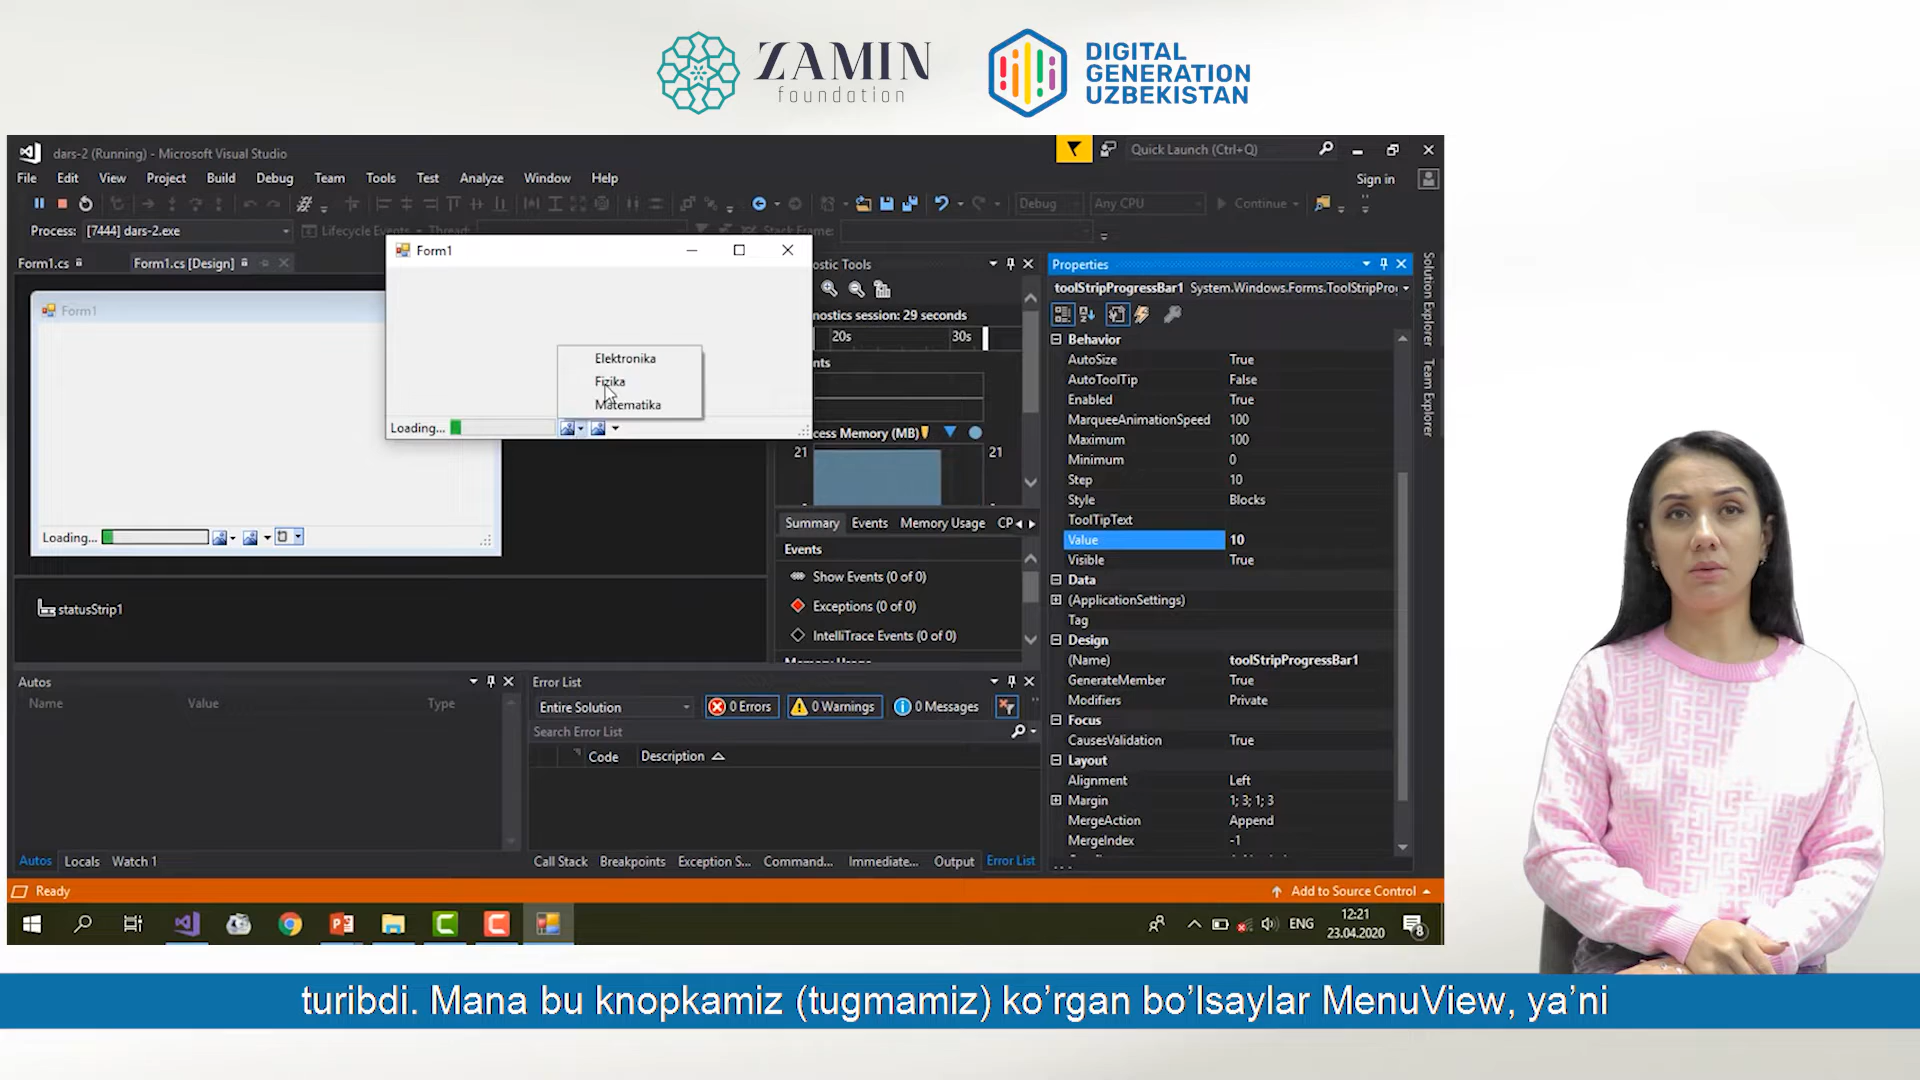 ZAMIN
foundation
DIGITAL
GENERATION
UZBEKISTAN
dars-2 (Running) - Microsoft Visual Studio
Quick Launch (Ctrl+Q)
File Edit View Project Build Debug Team Tools Test Analyze Window Help
Sign in
Debug Any CPU Continue
Process: [7444] dars-2.exe Lifecycle Events Thread: Stack Frame:
Form1.cs Form1.cs [Design]
Form1
Form1
Elektronika
Fizika
Matematika
Loading...
Loading...
statusStrip1
ostic Tools
nostics session: 29 seconds
20s 30s
nts
cess Memory (MB)
21 21
Summary Events Memory Usage CP
Events
Show Events (0 of 0)
Exceptions (0 of 0)
IntelliTrace Events (0 of 0)
Memory Usage
Properties
toolStripProgressBar1 System.Windows.Forms.ToolStripPro
Behavior
AutoSize True
AutoToolTip False
Enabled True
MarqueeAnimationSpeed 100
Maximum 100
Minimum 0
Step 10
Style Blocks
ToolTipText
Value 10
Visible True
Data
(ApplicationSettings)
Tag
Design
(Name) toolStripProgressBar1
GenerateMember True
Modifiers Private
Focus
CausesValidation True
Layout
Alignment Left
Margin 1; 3; 1; 3
MergeAction Append
MergeIndex -1
Solution Explorer
Team Explorer
Autos
Name Value Type
Autos Locals Watch 1
Error List
Entire Solution 0 Errors 0 Warnings 0 Messages
Search Error List
Code Description
Call Stack Breakpoints Exception S... Command... Immediate... Output Error List
Ready
Add to Source Control
ENG
12:21
23.04.2020
8
turibdi. Mana bu knopkamiz (tugmamiz) ko’rgan bo’lsaylar MenuView, ya’ni